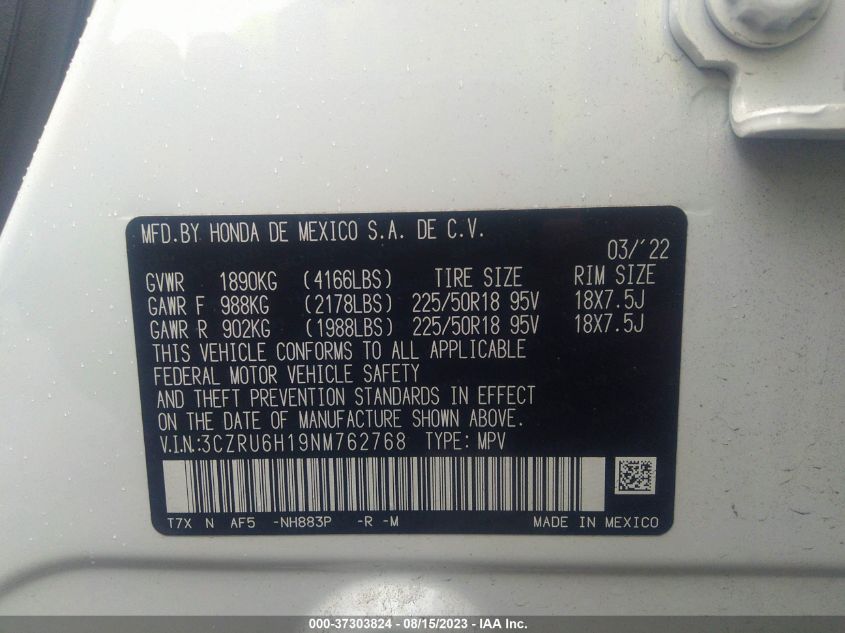 MFD.BY HONDA DE MEXICO S.A. DE C.V.
03/'22
GVWR 1890KG (4166LBS) TIRE SIZE RIM SIZE
GAWR F 988KG (2178LBS) 225/50R18 95V 18X7.5J
GAWR R 902KG (1988LBS) 225/50R18 95V 18X7.5J
THIS VEHICLE CONFORMS TO ALL APPLICABLE
FEDERAL MOTOR VEHICLE SAFETY
AND THEFT PREVENTION STANDARDS IN EFFECT
ON THE DATE OF MANUFACTURE SHOWN ABOVE.
V.I.N.:3CZRU6H19NM762768 TYPE: MPV
T7X N AF5 -NH883P -R -M MADE IN MEXICO
000-37303824 - 08/15/2023 - IAA Inc.